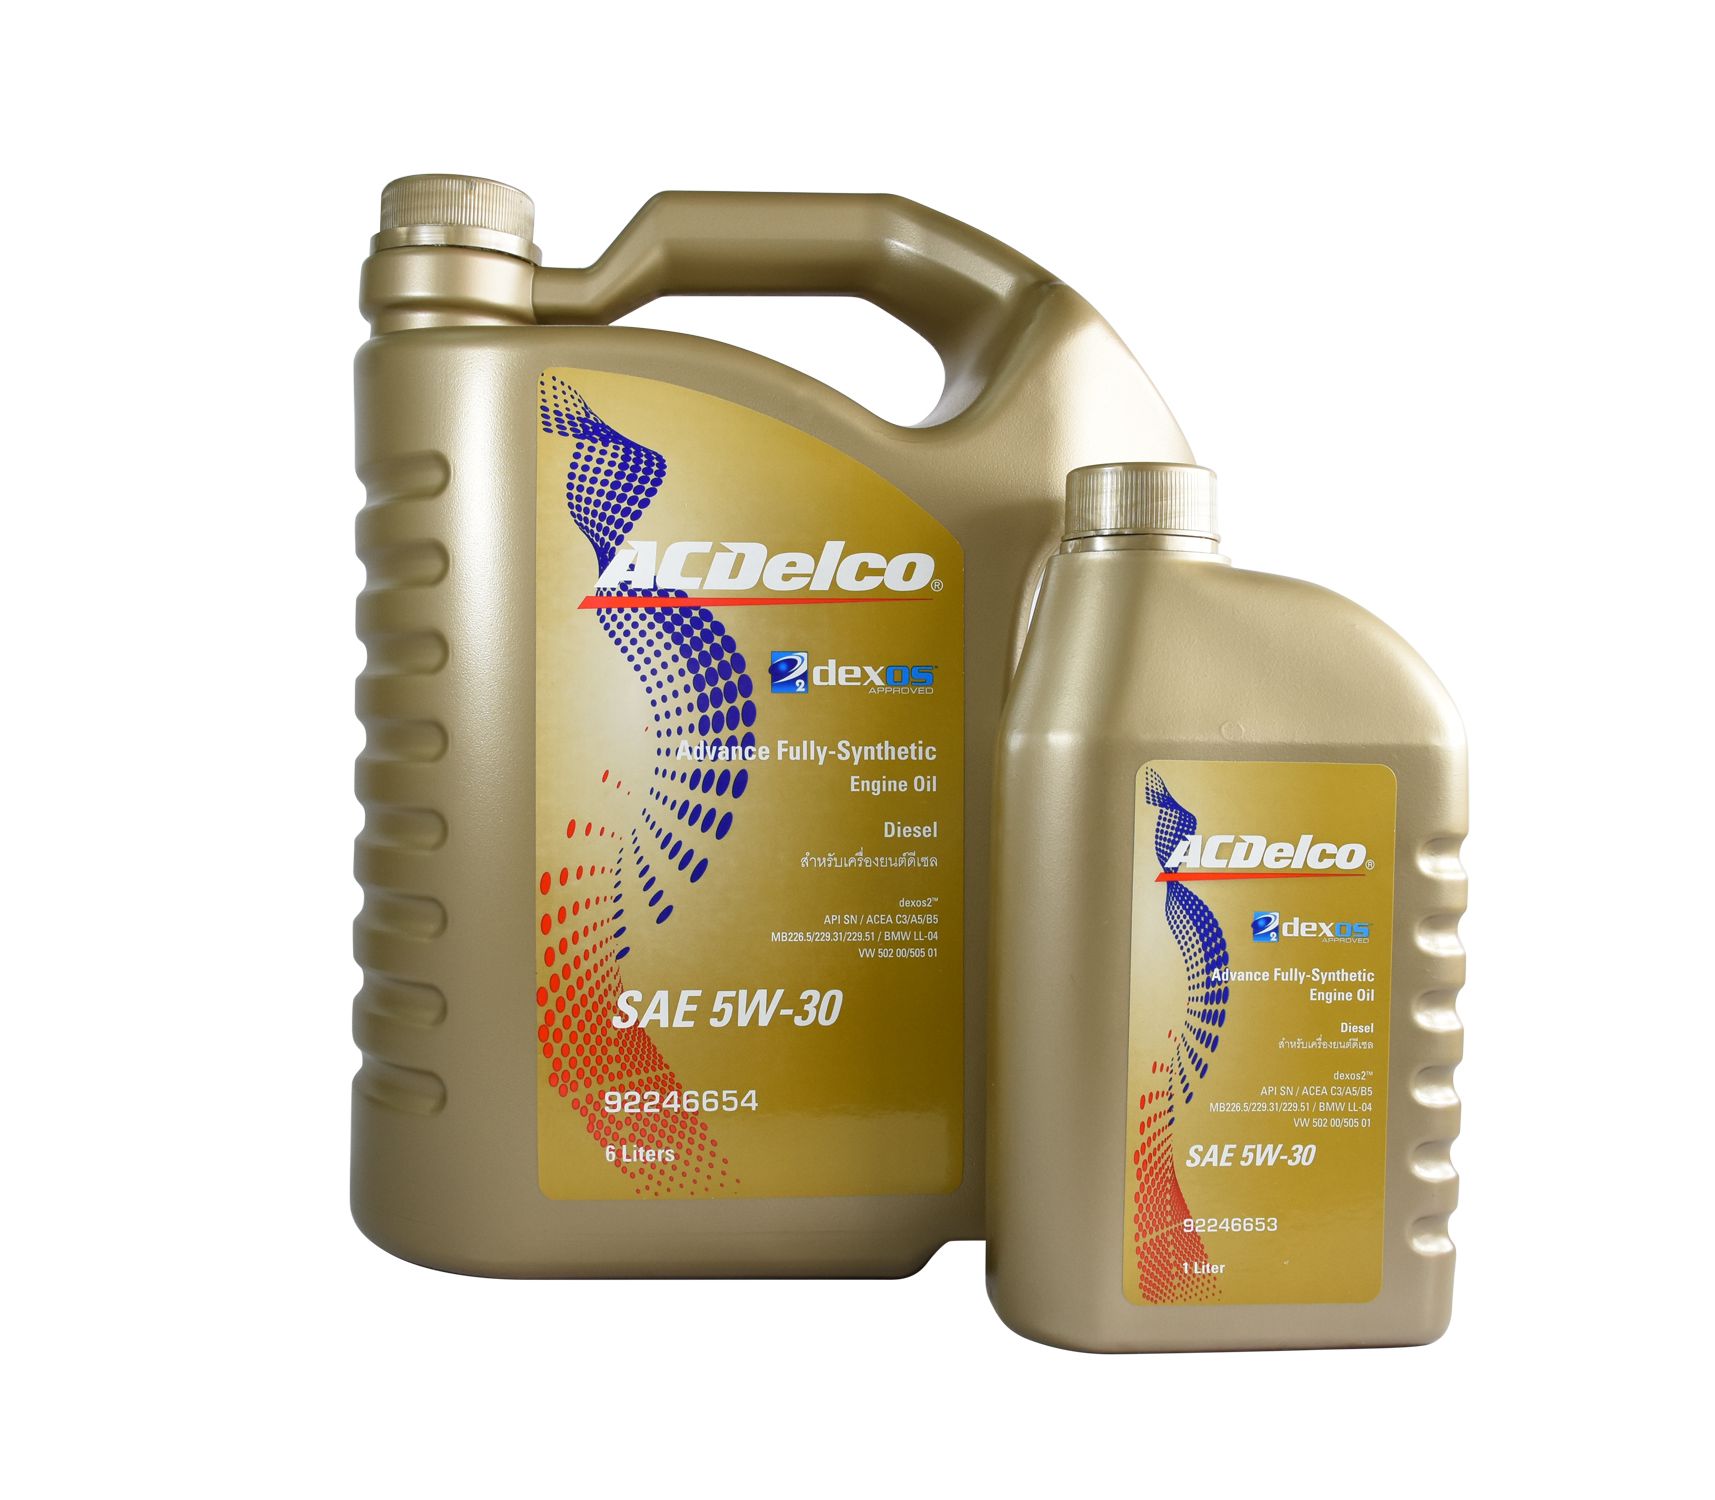 ACDelco®
2 dexos™
APPROVED
Advance Fully-Synthetic
Engine Oil
Diesel
สำหรับเครื่องยนต์ดีเซล
dexos2™
API SN / ACEA C3/A5/B5
MB226.5/229.31/229.51 / BMW LL-04
VW 502 00/505 01
SAE 5W-30
92246654
6 Liters
ACDelco®
2 dexos™
APPROVED
Advance Fully-Synthetic
Engine Oil
Diesel
สำหรับเครื่องยนต์ดีเซล
dexos2™
API SN / ACEA C3/A5/B5
MB226.5/229.31/229.51 / BMW LL-04
VW 502 00/505 01
SAE 5W-30
92246653
1 Liter